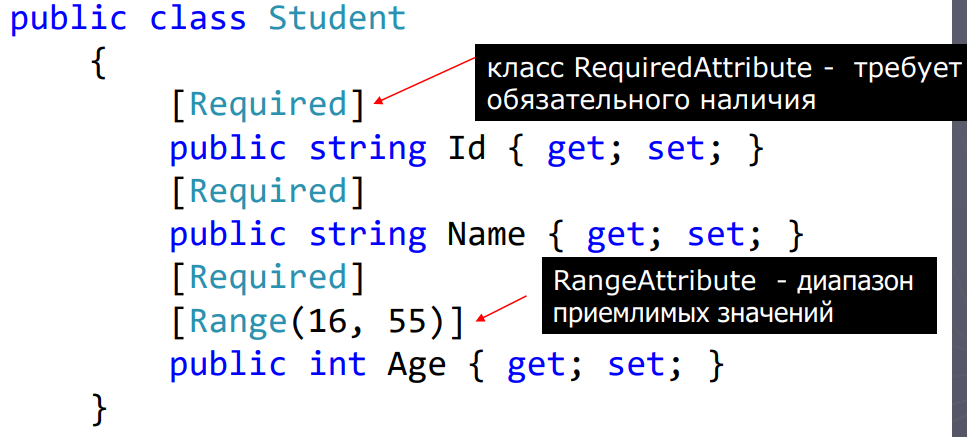 public class Student
{
класс RequiredAttribute - требует
обязательного наличия
[Required]
public string Id { get; set; }
[Required]
public string Name { get; set; }
[Required]
RangeAttribute - диапазон
приемлимых значений
[Range(16, 55)]
public int Age { get; set; }
}